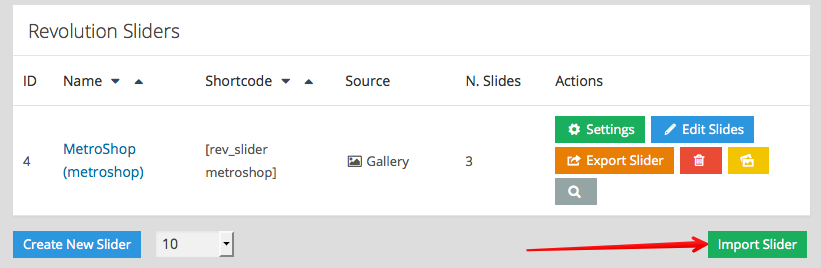 Revolution Sliders
ID Name Shortcode Source N. Slides Actions
Settings Edit Slides
4 MetroShop (metroshop) [rev_slider metroshop] Gallery 3
Export Slider
Create New Slider 10 Import Slider